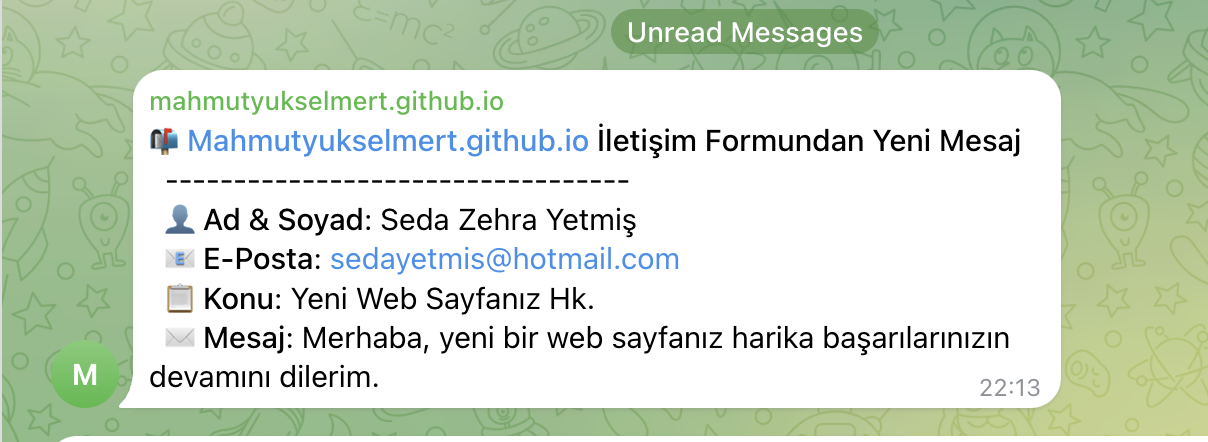 Unread Messages
mahmutyukselmert.github.io
📬 Mahmutyukselmert.github.io İletişim Formundan Yeni Mesaj
----------------------------------
👤 Ad & Soyad: Seda Zehra Yetmiş
📧 E-Posta: sedayetmis@hotmail.com
📋 Konu: Yeni Web Sayfanız Hk.
✉️ Mesaj: Merhaba, yeni bir web sayfanız harika başarılarınızın
devamını dilerim.
22:13
M